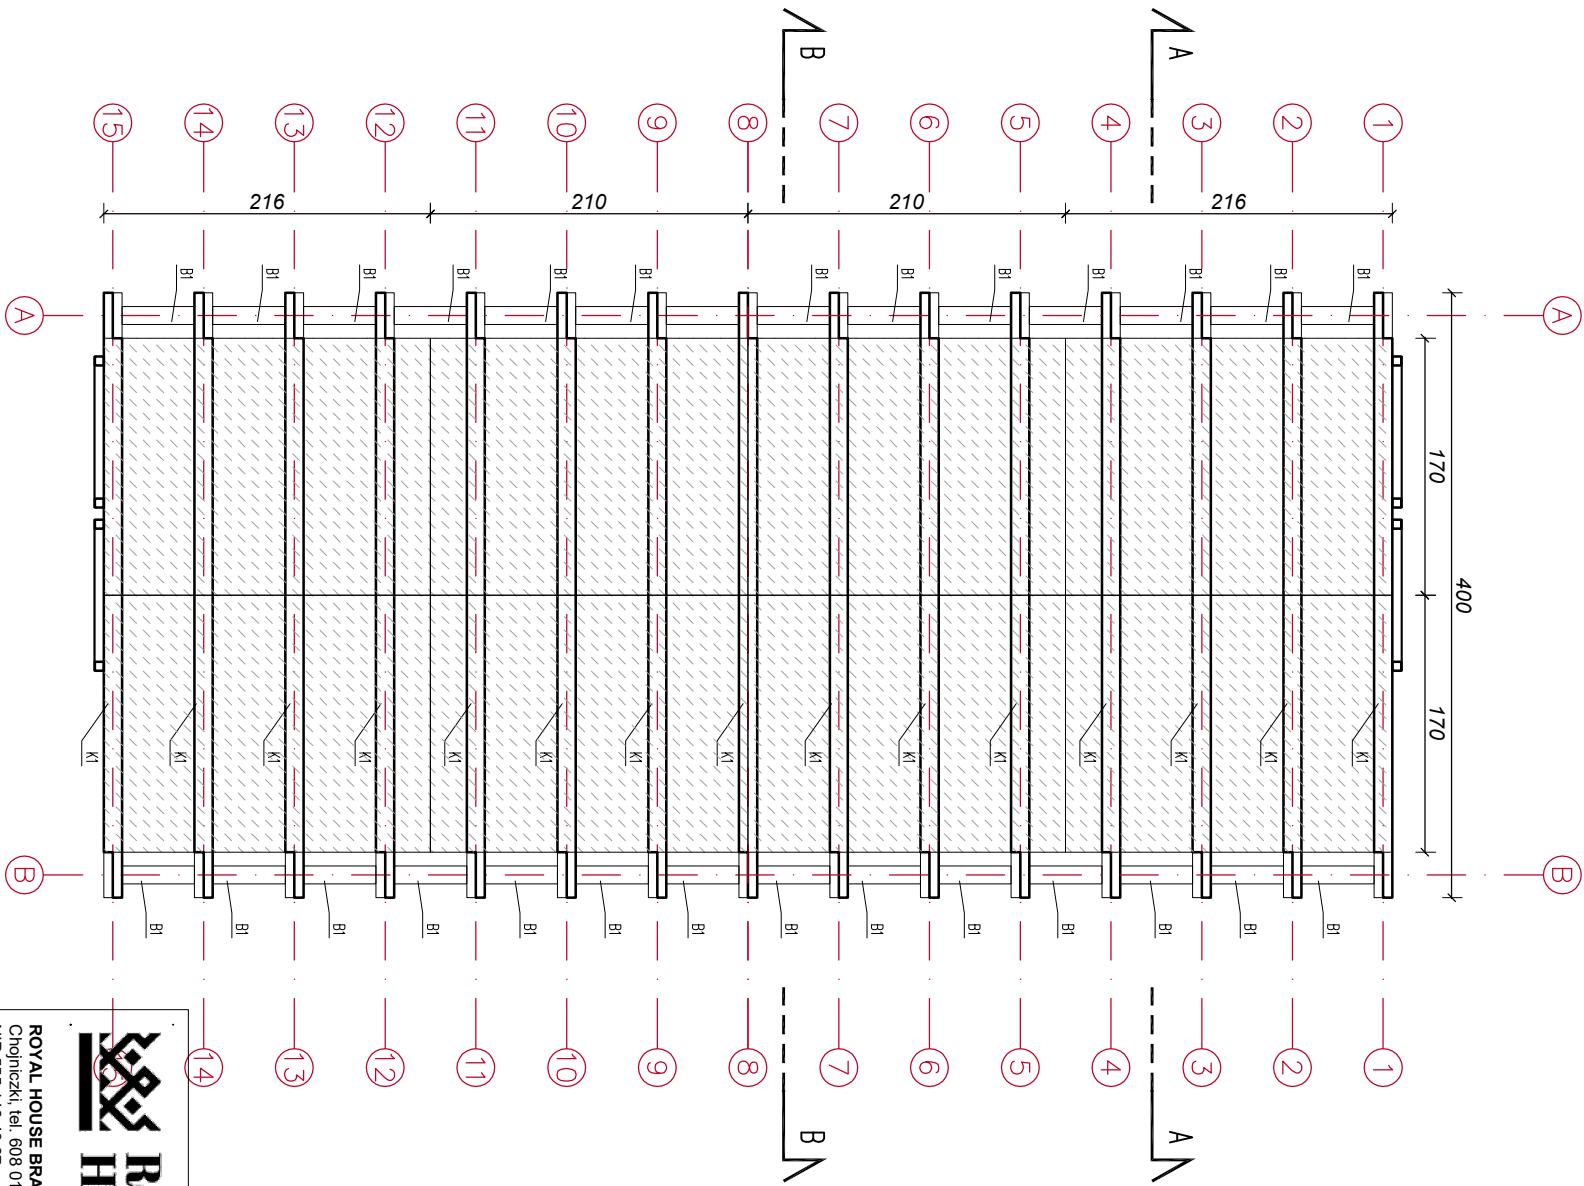 B A
15 14 13 12 11 10 9 8 7 6 5 4 3 2 1
216 210 210 216
B1 B1 B1 B1 B1 B1 B1 B1 B1 B1 B1 B1 B1
A A
170
400
170
K1 K1 K1 K1 K1 K1 K1 K1 K1 K1 K1 K1 K1 K1 K1
B B
B1 B1 B1 B1 B1 B1 B1 B1 B1 B1 B1 B1 B1 B1
15 14 13 12 11 10 9 8 7 6 5 4 3 2 1
B A
ROYAL HOUSE BRA
Chojniczki, tel. 608 01